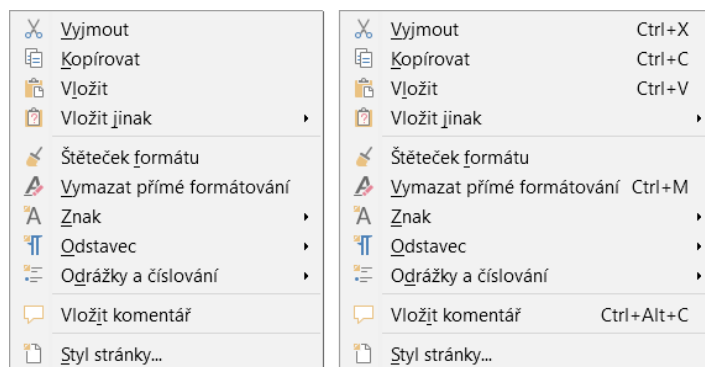 Vyjmout
Kopírovat
Vložit
Vložit jinak
Štěteček formátu
Vymazat přímé formátování
Znak
Odstavec
Odrážky a číslování
Vložit komentář
Styl stránky...
Vyjmout Ctrl+X
Kopírovat Ctrl+C
Vložit Ctrl+V
Vložit jinak
Štěteček formátu
Vymazat přímé formátování Ctrl+M
Znak
Odstavec
Odrážky a číslování
Vložit komentář Ctrl+Alt+C
Styl stránky...